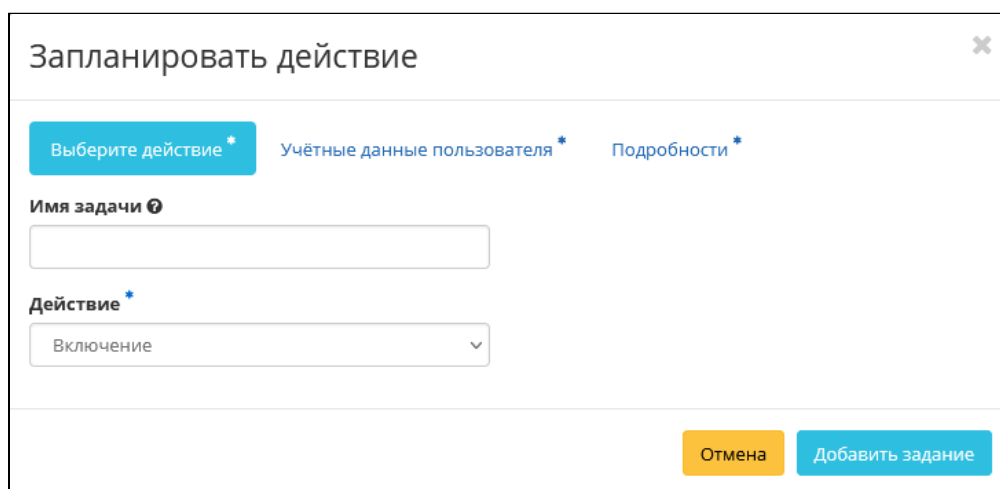 Запланировать действие
Выберите действие * Учётные данные пользователя * Подробности *
Имя задачи
Действие *
Включение
Отмена Добавить задание